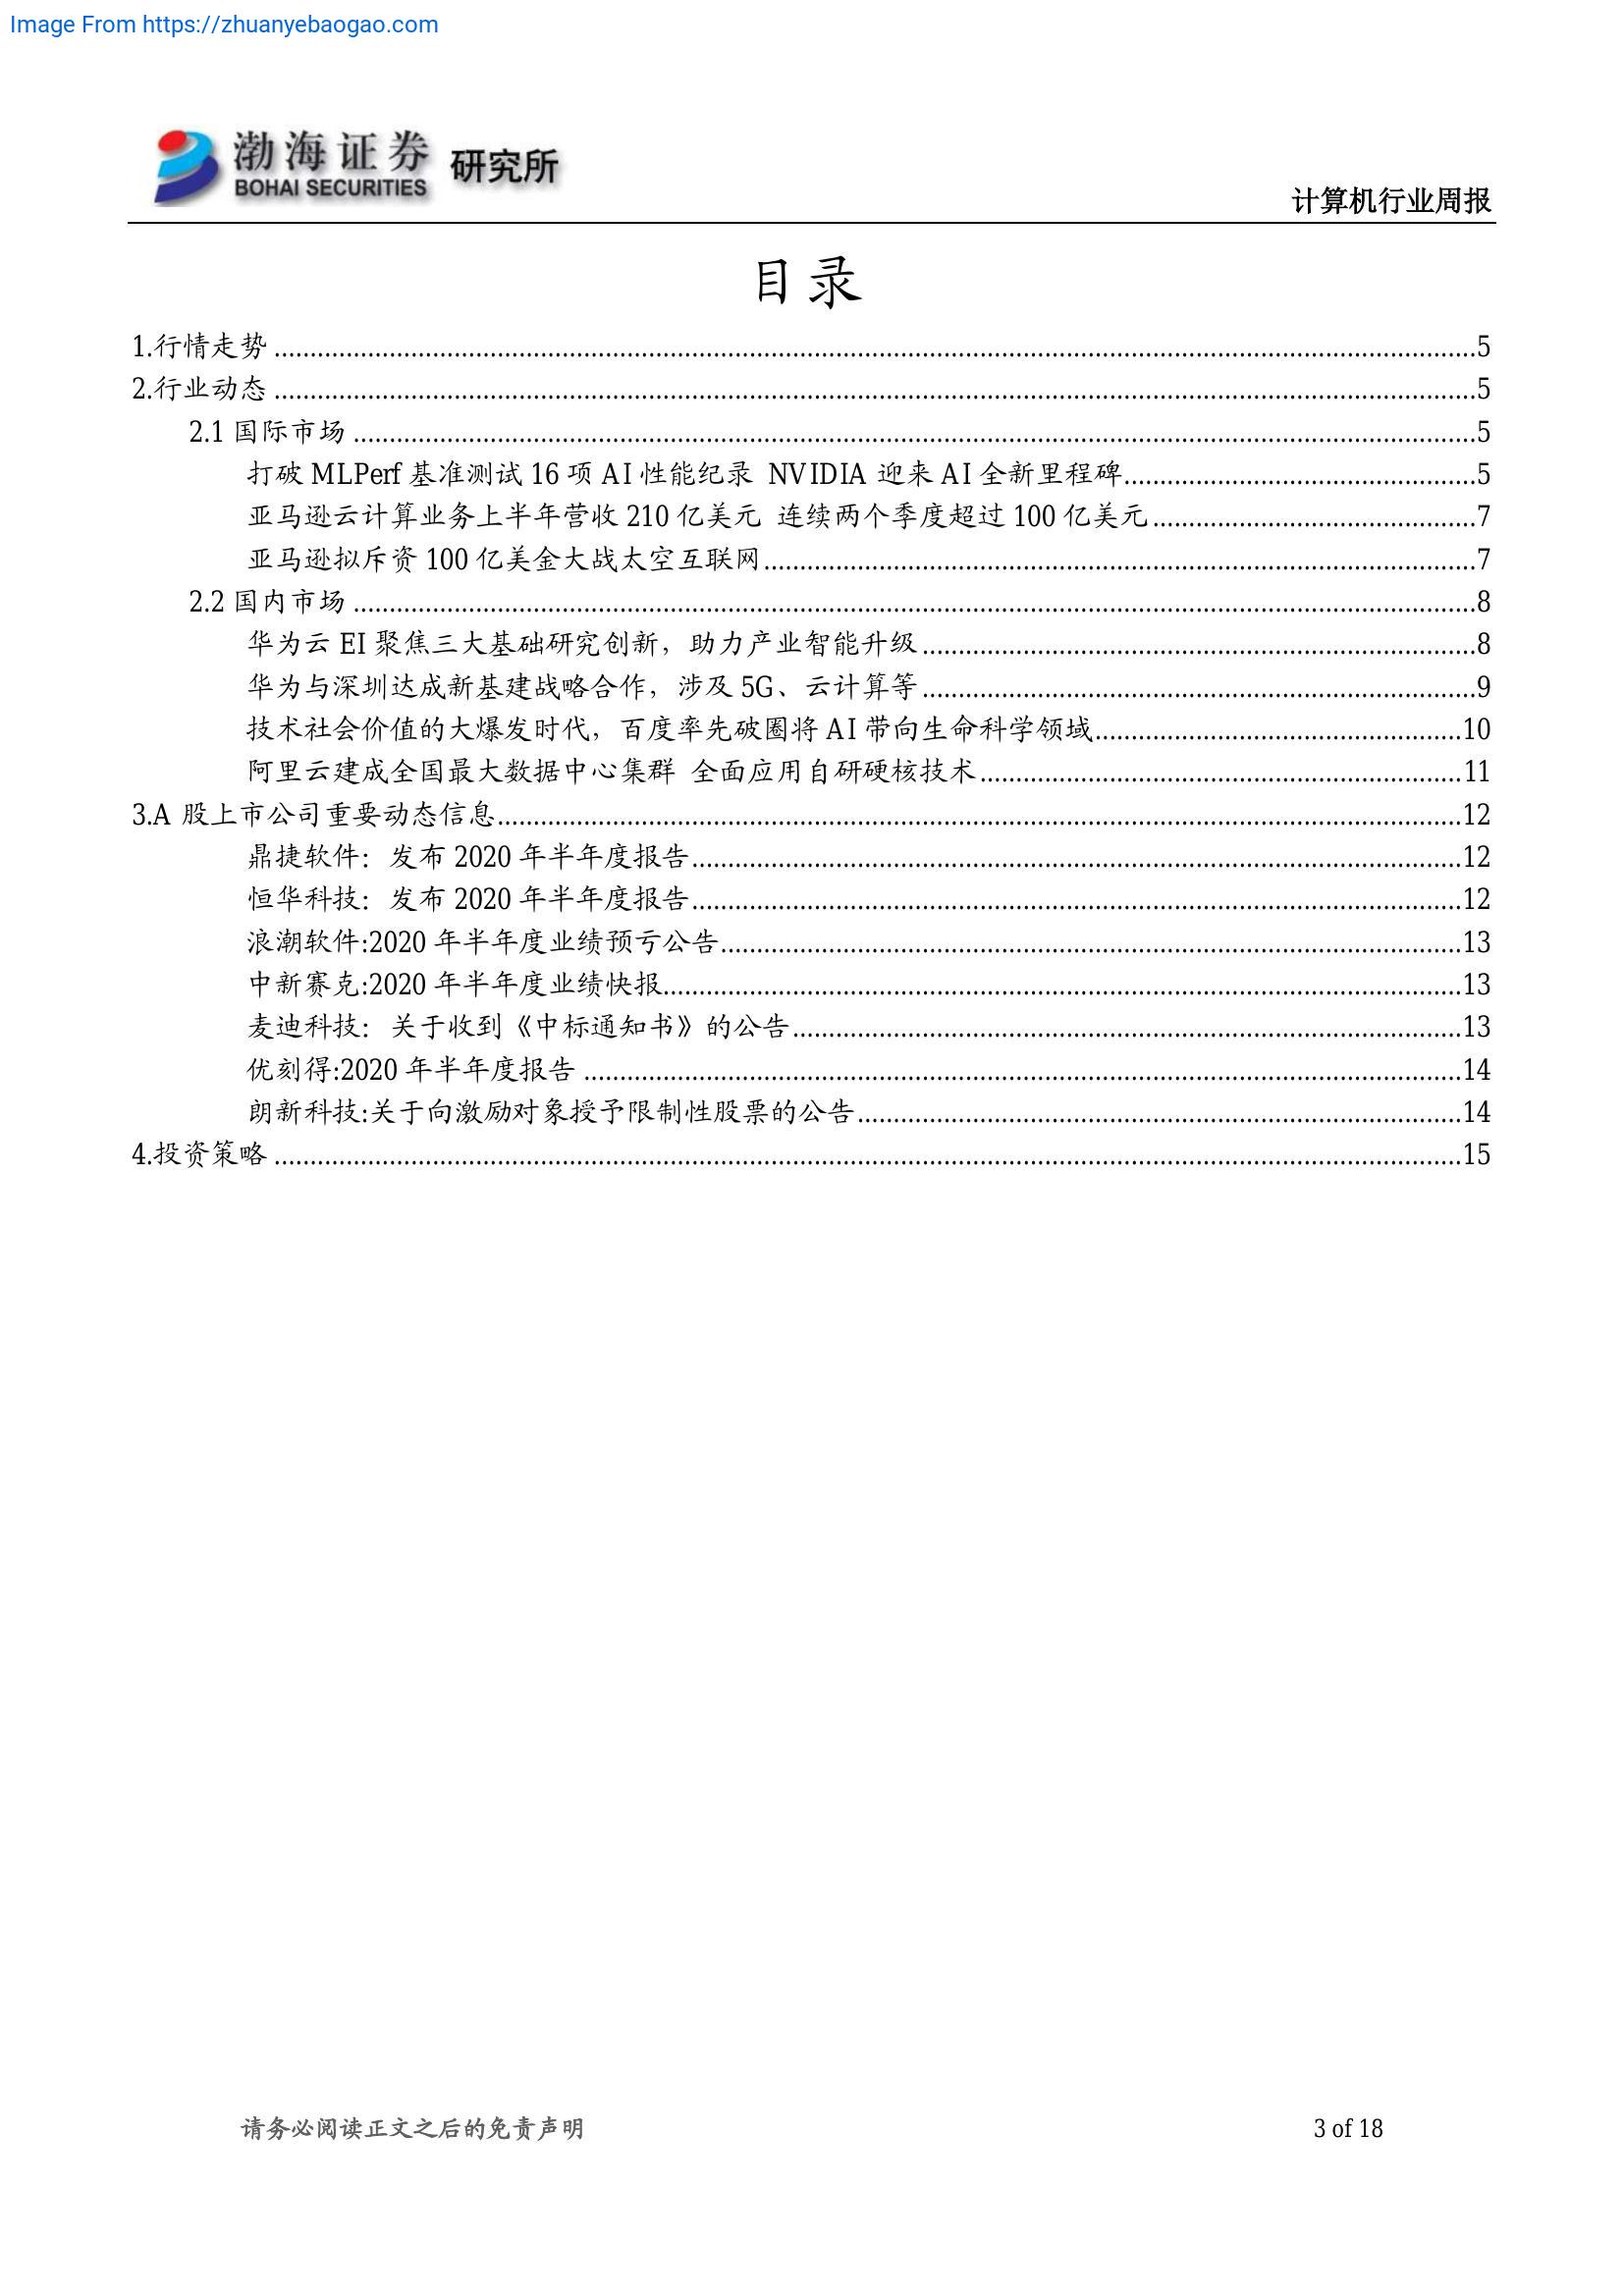 Image From https://zhuanyebaogao.com
渤海证券 研究所
BOHAI SECURITIES
计算机行业周报
目录
1.行情走势 ........ 5
2.行业动态 ........ 5
2.1 国际市场 ........ 5
打破 MLPerf 基准测试 16 项 AI 性能纪录 NVIDIA 迎来 AI 全新里程碑 ........ 5
亚马逊云计算业务上半年营收 210 亿美元 连续两个季度超过 100 亿美元 ........ 7
亚马逊拟斥资 100 亿美金大战太空互联网 ........ 7
2.2 国内市场 ........ 8
华为云 EI 聚焦三大基础研究创新，助力产业智能升级 ........ 8
华为与深圳达成新基建战略合作，涉及 5G、云计算等 ........ 9
技术社会价值的大爆发时代，百度率先破圈将 AI 带向生命科学领域 ........ 10
阿里云建成全国最大数据中心集群 全面应用自研硬核技术 ........ 11
3.A 股上市公司重要动态信息 ........ 12
鼎捷软件：发布 2020 年半年度报告 ........ 12
恒华科技：发布 2020 年半年度报告 ........ 12
浪潮软件:2020 年半年度业绩预亏公告 ........ 13
中新赛克:2020 年半年度业绩快报 ........ 13
麦迪科技：关于收到《中标通知书》的公告 ........ 13
优刻得:2020 年半年度报告 ........ 14
朗新科技:关于向激励对象授予限制性股票的公告 ........ 14
4.投资策略 ........ 15
请务必阅读正文之后的免责声明 3 of 18